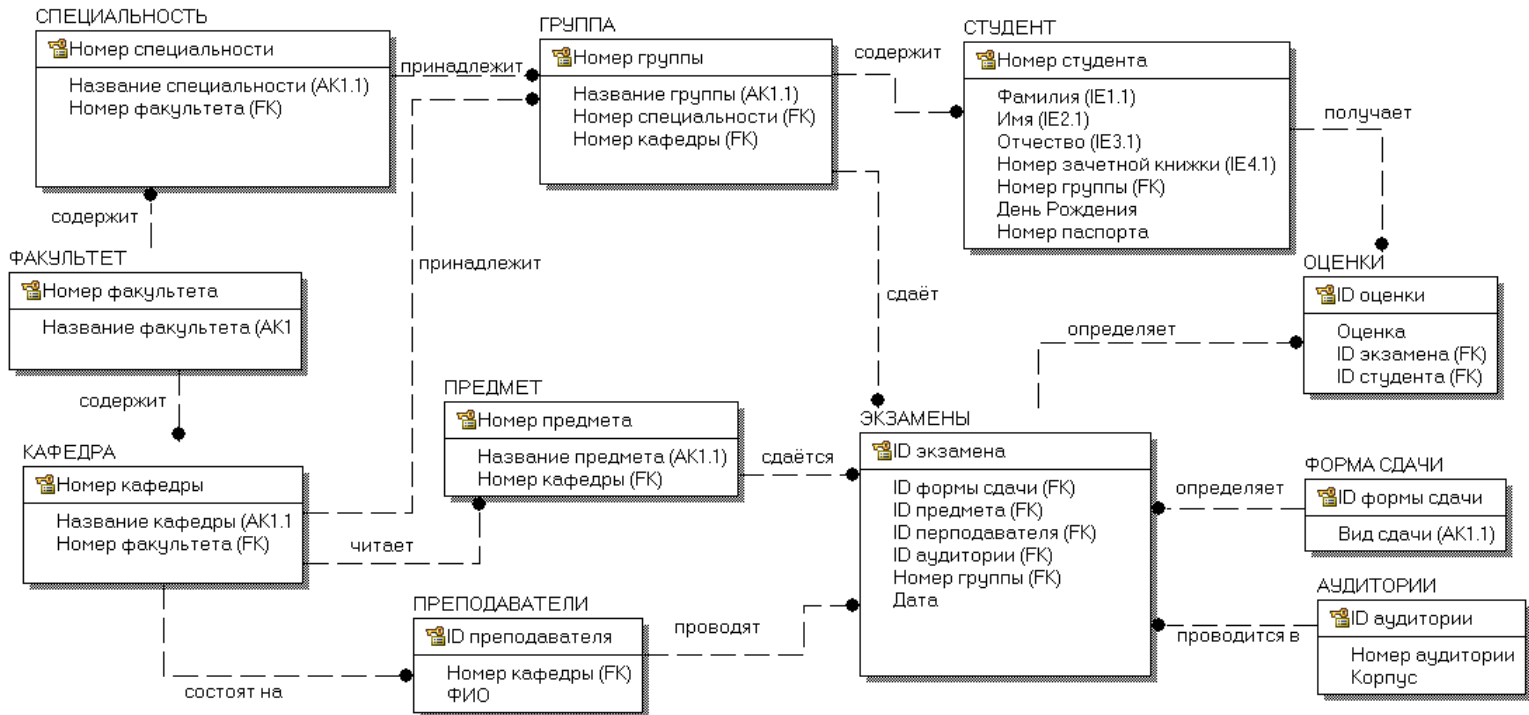 СПЕЦИАЛЬНОСТЬ
Номер специальности
Название специальности (AK1.1)
Номер факультета (FK)
принадлежит
ГРУППА
Номер группы
Название группы (AK1.1)
Номер специальности (FK)
Номер кафедры (FK)
содержит
СТУДЕНТ
Номер студента
Фамилия (IE1.1)
Имя (IE2.1)
Отчество (IE3.1)
Номер зачетной книжки (IE4.1)
Номер группы (FK)
День Рождения
Номер паспорта
получает
содержит
ФАКУЛЬТЕТ
Номер факультета
Название факультета (AK1
принадлежит
сдаёт
ОЦЕНКИ
ID оценки
Оценка
ID экзамена (FK)
ID студента (FK)
определяет
содержит
КАФЕДРА
Номер кафедры
Название кафедры (AK1.1
Номер факультета (FK)
ПРЕДМЕТ
Номер предмета
Название предмета (AK1.1)
Номер кафедры (FK)
сдаётся
читает
ЭКЗАМЕНЫ
ID экзамена
ID формы сдачи (FK)
ID предмета (FK)
ID перподавателя (FK)
ID аудитории (FK)
Номер группы (FK)
Дата
определяет
ФОРМА СДАЧИ
ID формы сдачи
Вид сдачи (AK1.1)
состоят на
ПРЕПОДАВАТЕЛИ
ID преподавателя
Номер кафедры (FK)
ФИО
проводят
проводится в
АУДИТОРИИ
ID аудитории
Номер аудитории
Корпус